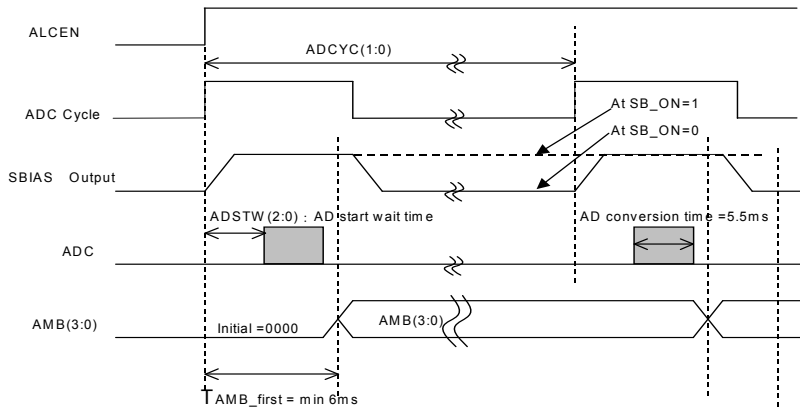 ALCEN
ADCYC(1:0)
ADC Cycle
At SB_ON=1
At SB_ON=0
SBIAS Output
ADSTW(2:0) : AD start wait time
AD conversion time =5.5ms
ADC
AMB(3:0)
Initial =0000
AMB(3:0)
TAMB_first = min 6ms